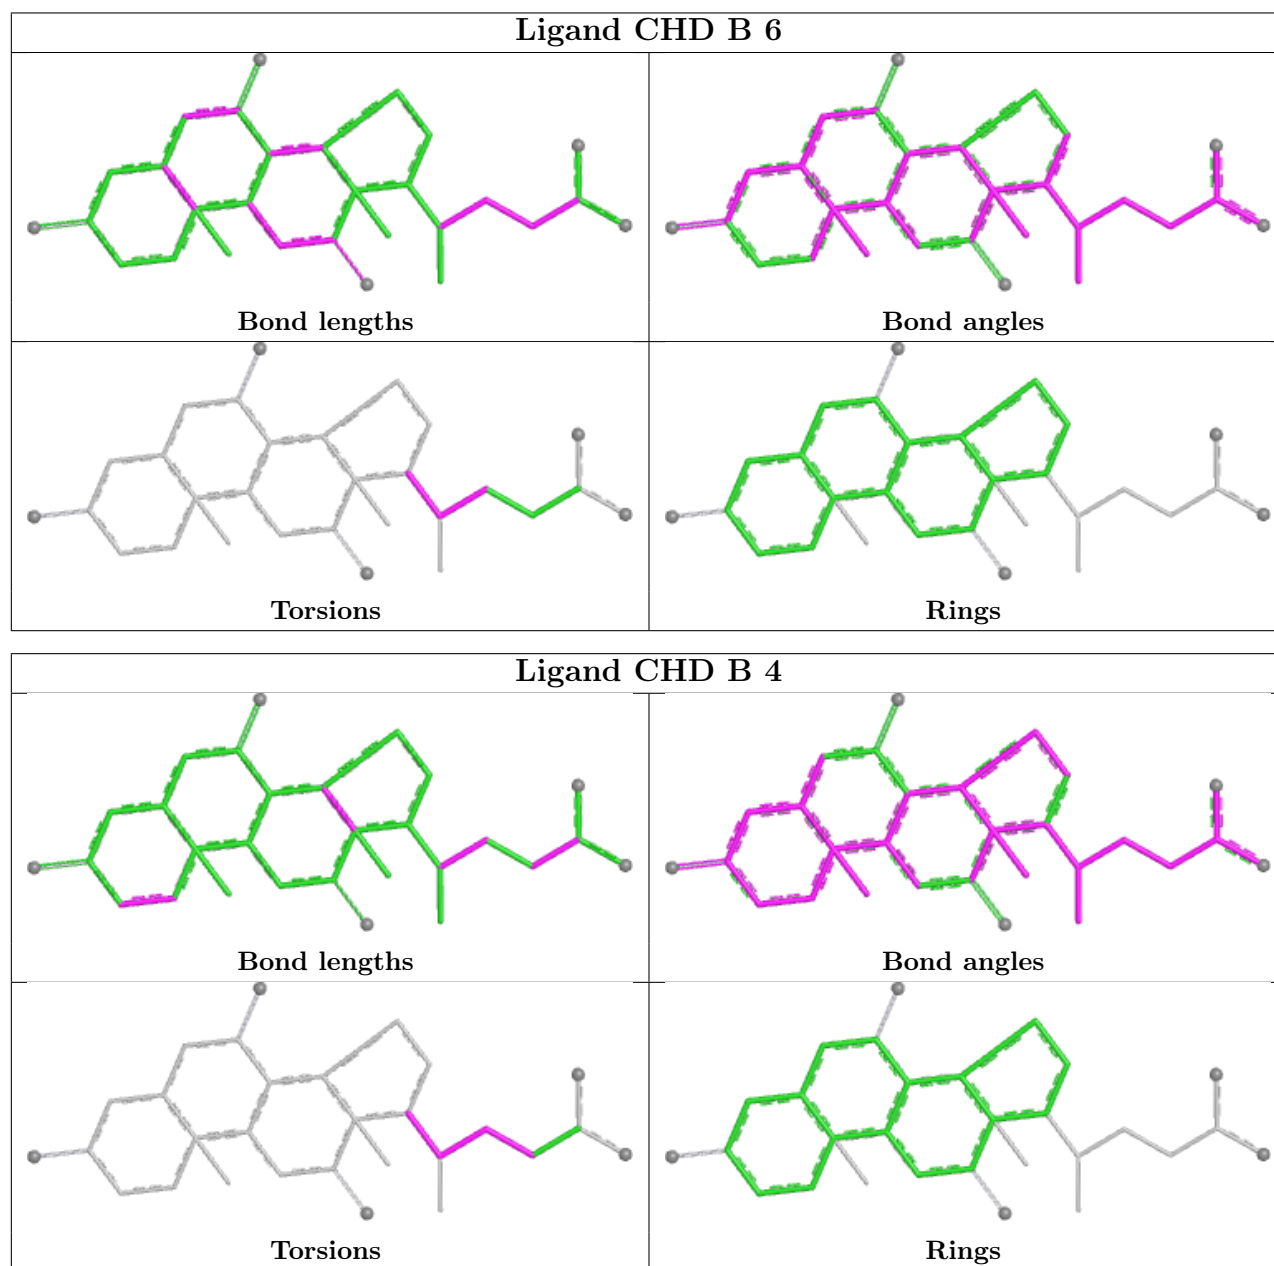 Ligand CHD B 6
Bond lengths
Bond angles
Torsions
Rings
Ligand CHD B 4
Bond lengths
Bond angles
Torsions
Rings